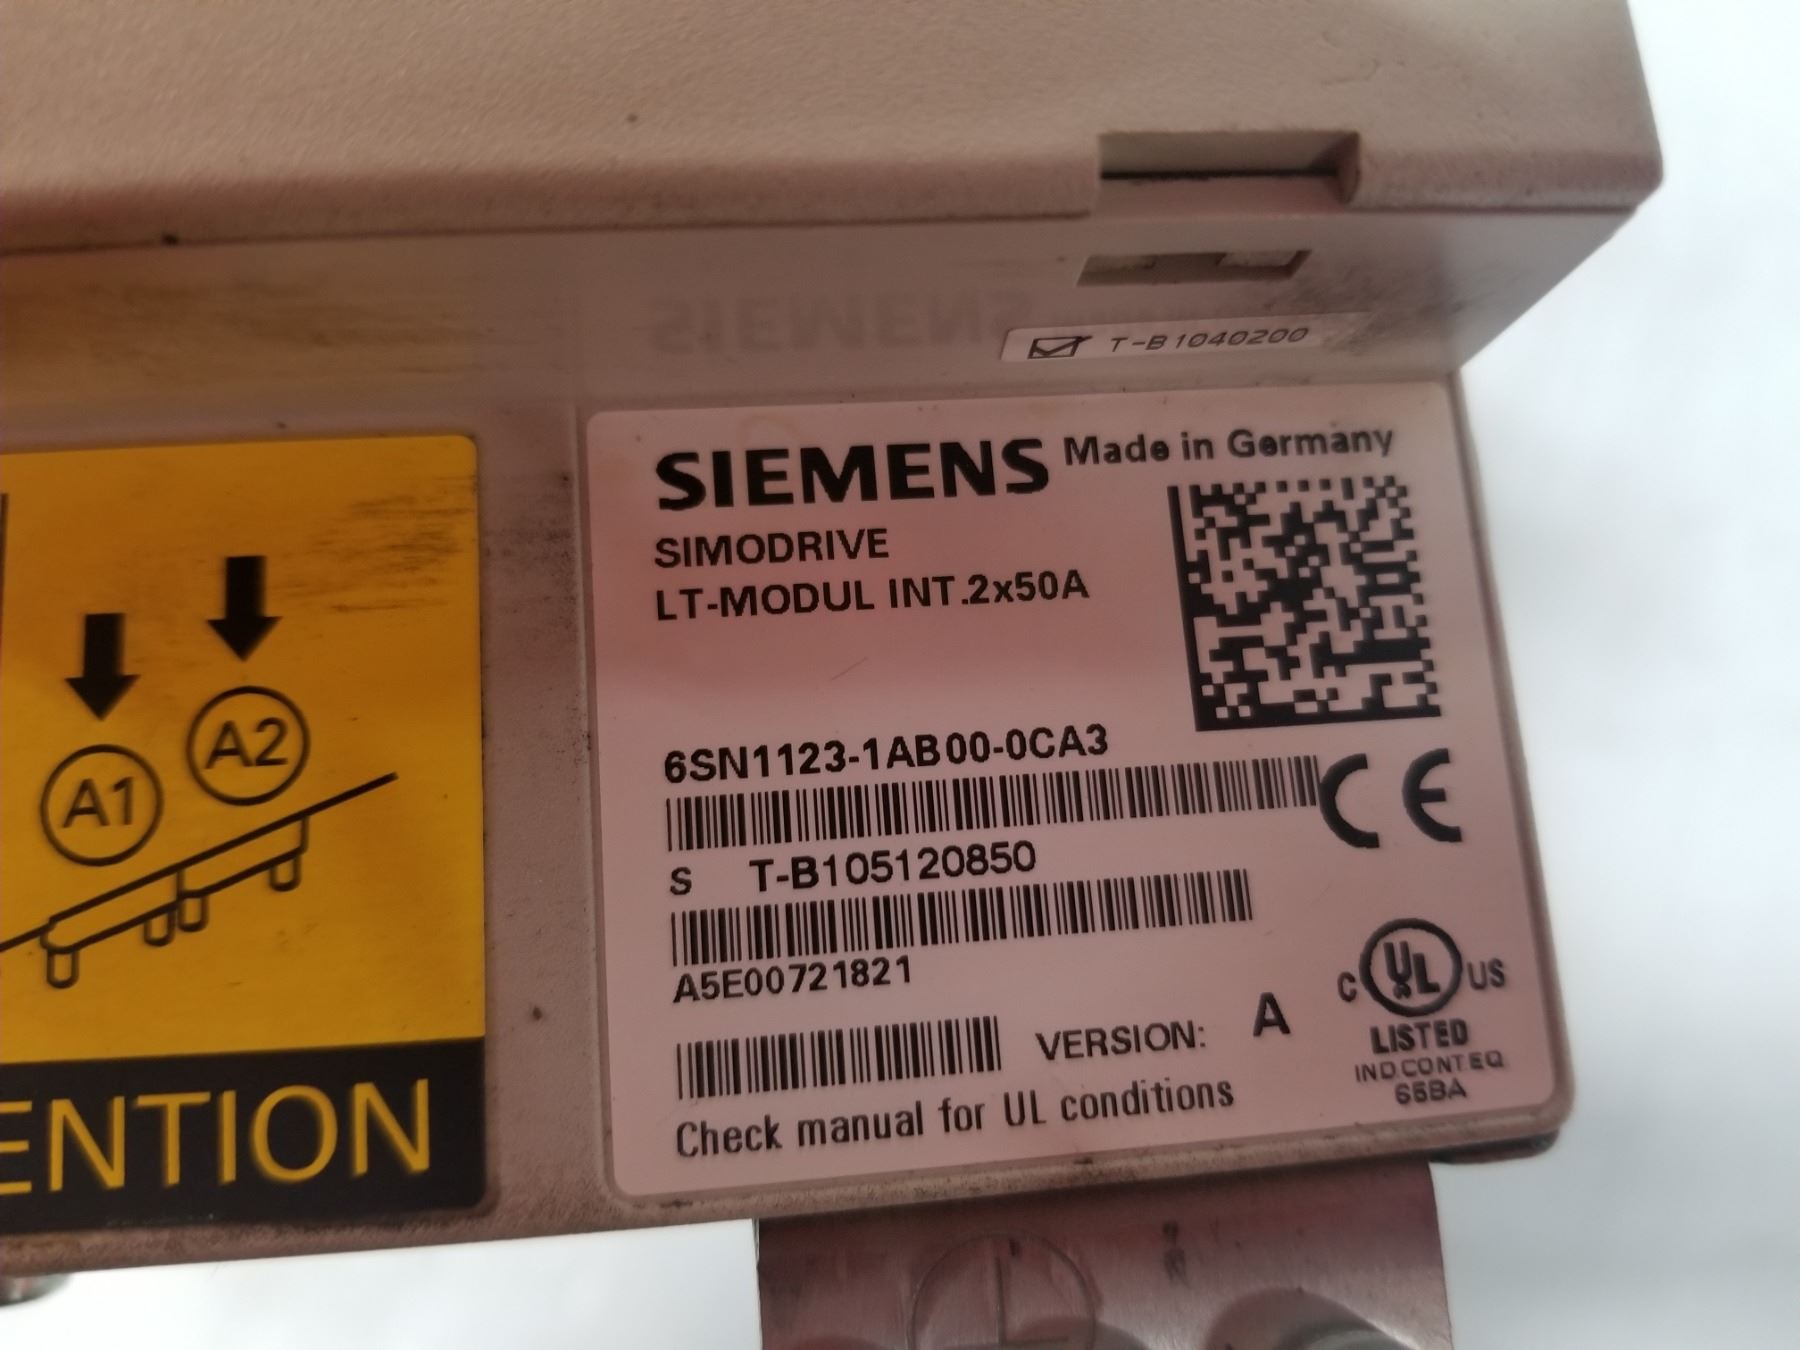 T-B1040200
SIEMENS Made in Germany
SIMODRIVE
LT-MODUL INT.2x50A
6SN1123-1AB00-0CA3
S T-B105120850
A5E00721821
VERSION: A
Check manual for UL conditions
CE
C UL US
LISTED
IND.CONT.EQ
65BA
A1 A2
ENTION